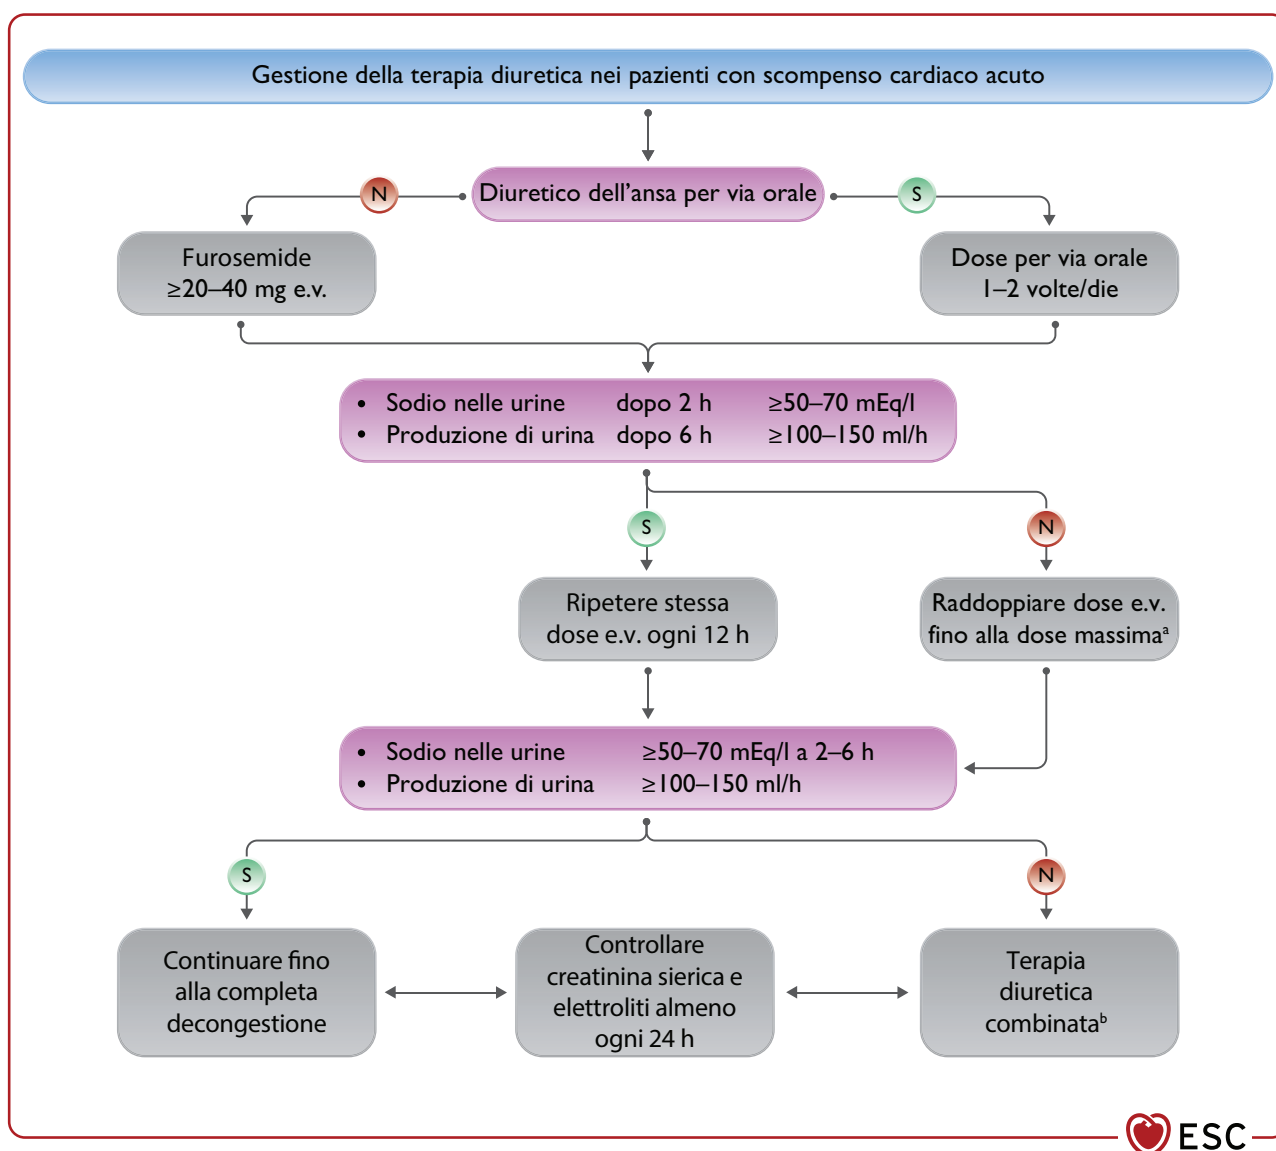 Gestione della terapia diuretica nei pazienti con scompenso cardiaco acuto
N
Diuretico dell'ansa per via orale
S
Furosemide
≥20–40 mg e.v.
Dose per via orale
1–2 volte/die
• Sodio nelle urine dopo 2 h ≥50–70 mEq/l
• Produzione di urina dopo 6 h ≥100–150 ml/h
S
N
Ripetere stessa
dose e.v. ogni 12 h
Raddoppiare dose e.v.
fino alla dose massimaᵃ
• Sodio nelle urine ≥50–70 mEq/l a 2–6 h
• Produzione di urina ≥100–150 ml/h
S
N
Continuare fino
alla completa
decongestione
Controllare
creatinina sierica e
elettroliti almeno
ogni 24 h
Terapia
diuretica
combinataᵇ
ESC